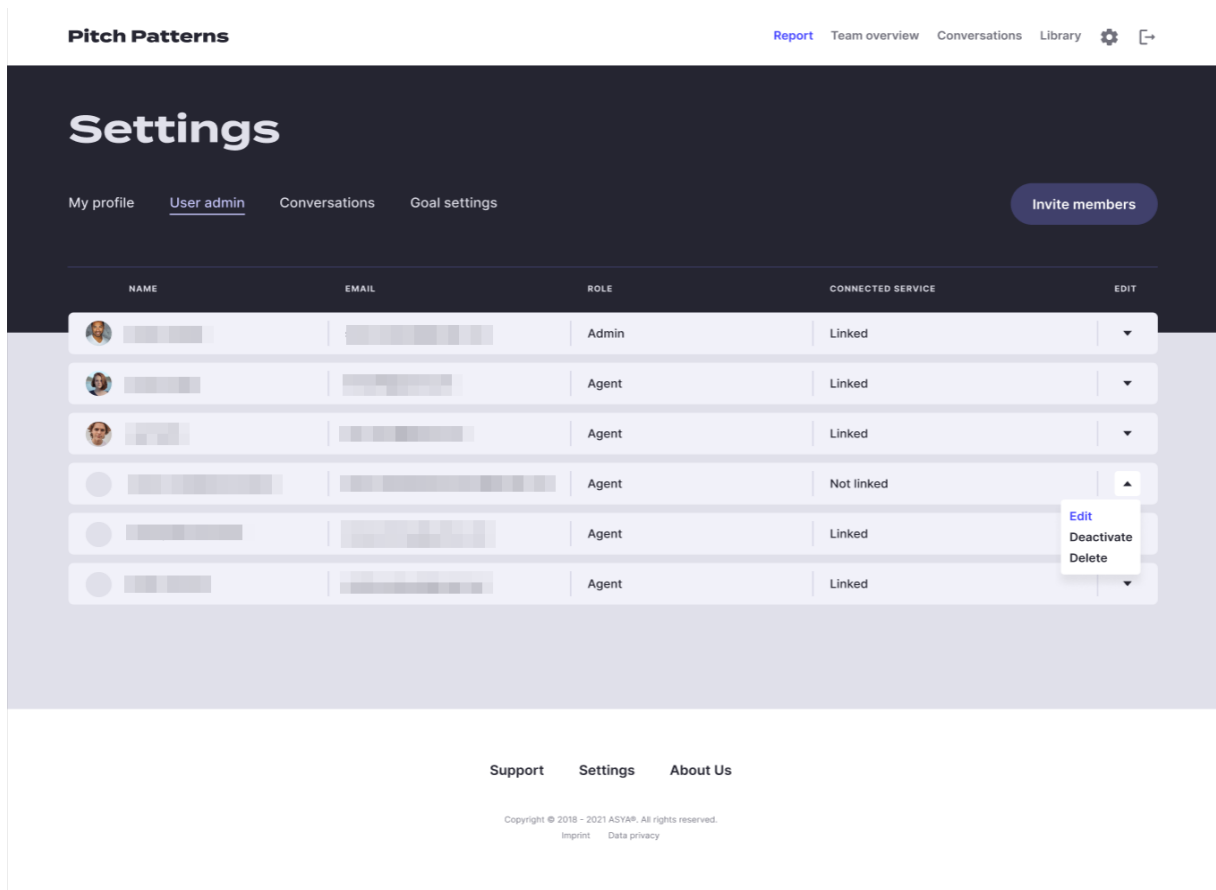 Pitch Patterns
Report Team overview Conversations Library
Settings
My profile User admin Conversations Goal settings Invite members
NAME EMAIL ROLE CONNECTED SERVICE EDIT
Admin Linked
Agent Linked
Agent Linked
Agent Not linked
Edit
Agent Linked Deactivate
Delete
Agent Linked
Support Settings About Us
Copyright © 2018 - 2021 ASYA®. All rights reserved.
Imprint Data privacy